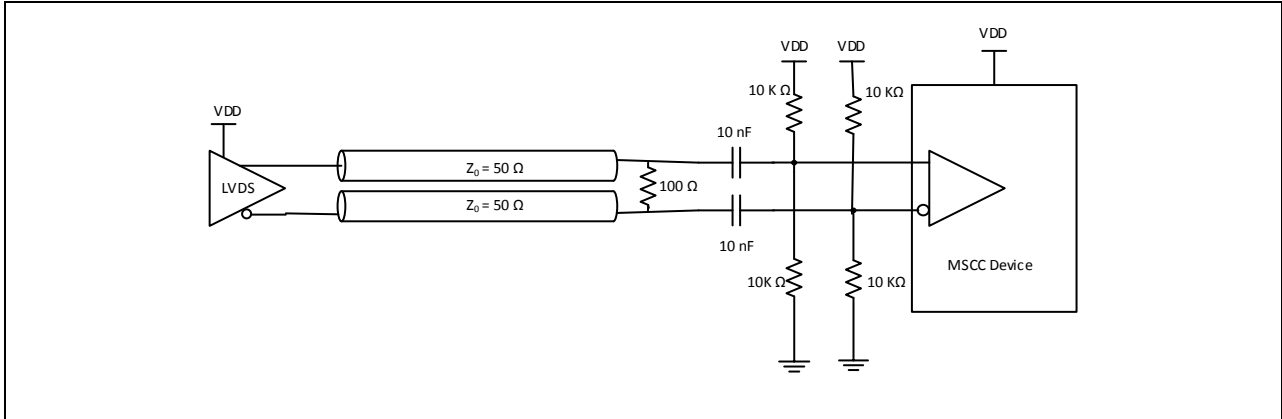 VDD
VDD
VDD
10 K Ω
10 KΩ
VDD
10 nF
LVDS
Z₀ = 50 Ω
100 Ω
Z₀ = 50 Ω
10 nF
10K Ω
10 KΩ
MSCC Device